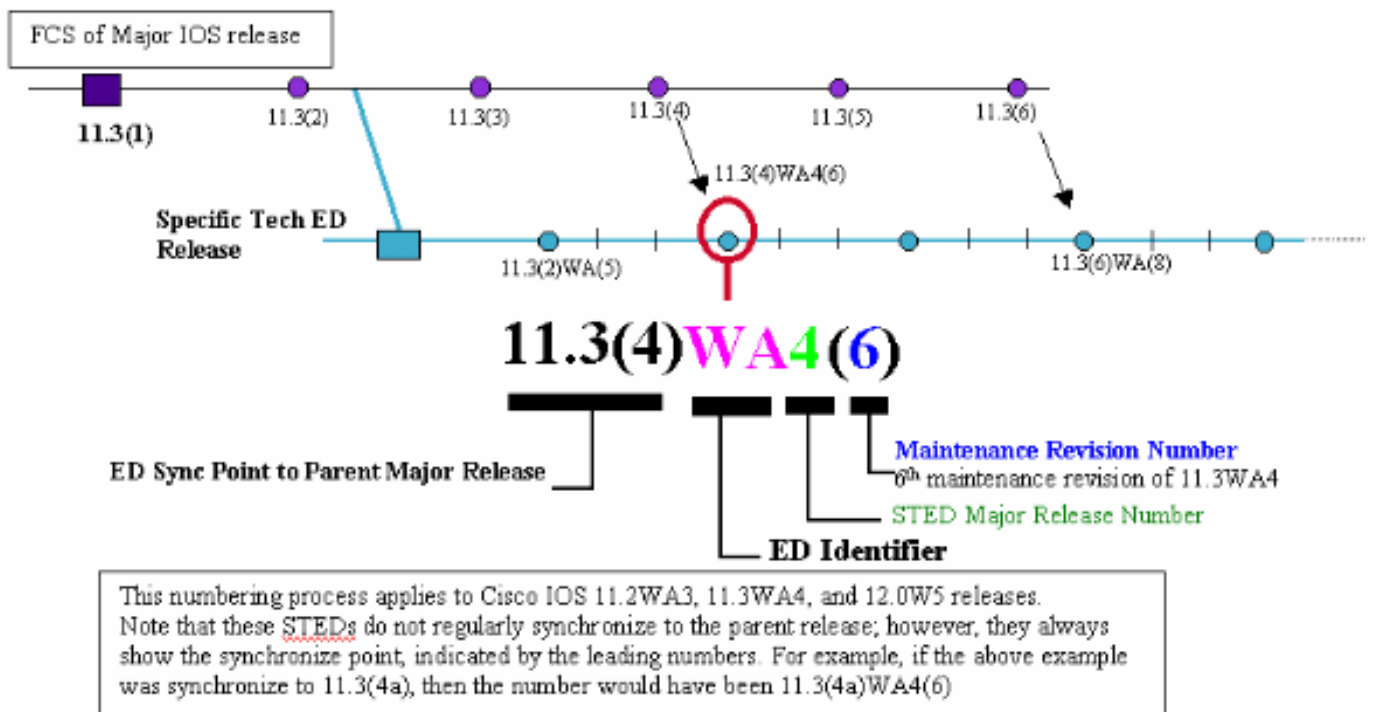 FCS of Major IOS release
11.3(1)
11.3(2)
11.3(3)
11.3(4)
11.3(5)
11.3(6)
11.3(4)WA4(6)
Specific Tech ED
Release
11.3(2)WA(5)
11.3(6)WA(8)
11.3(4)WA4(6)
ED Sync Point to Parent Major Release
Maintenance Revision Number
6th maintenance revision of 11.3WA4
STED Major Release Number
ED Identifier
This numbering process applies to Cisco IOS 11.2WA3, 11.3WA4, and 12.0W5 releases.
Note that these STEDs do not regularly synchronize to the parent release; however, they always
show the synchronize point, indicated by the leading numbers. For example, if the above example
was synchronize to 11.3(4a), then the number would have been 11.3(4a)WA4(6)